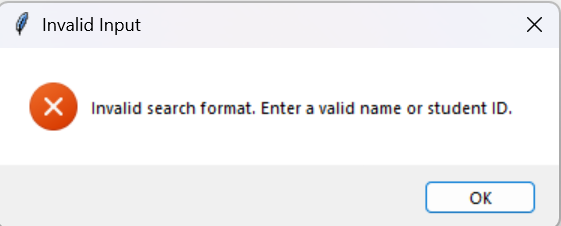 Invalid Input
Invalid search format. Enter a valid name or student ID.
OK